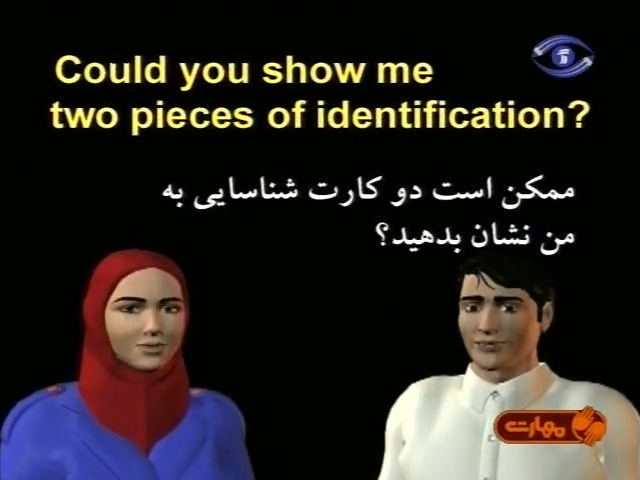 Could you show me
two pieces of identification?
ممکن است دو کارت شناسایی به
من نشان بدهید؟
مهارت